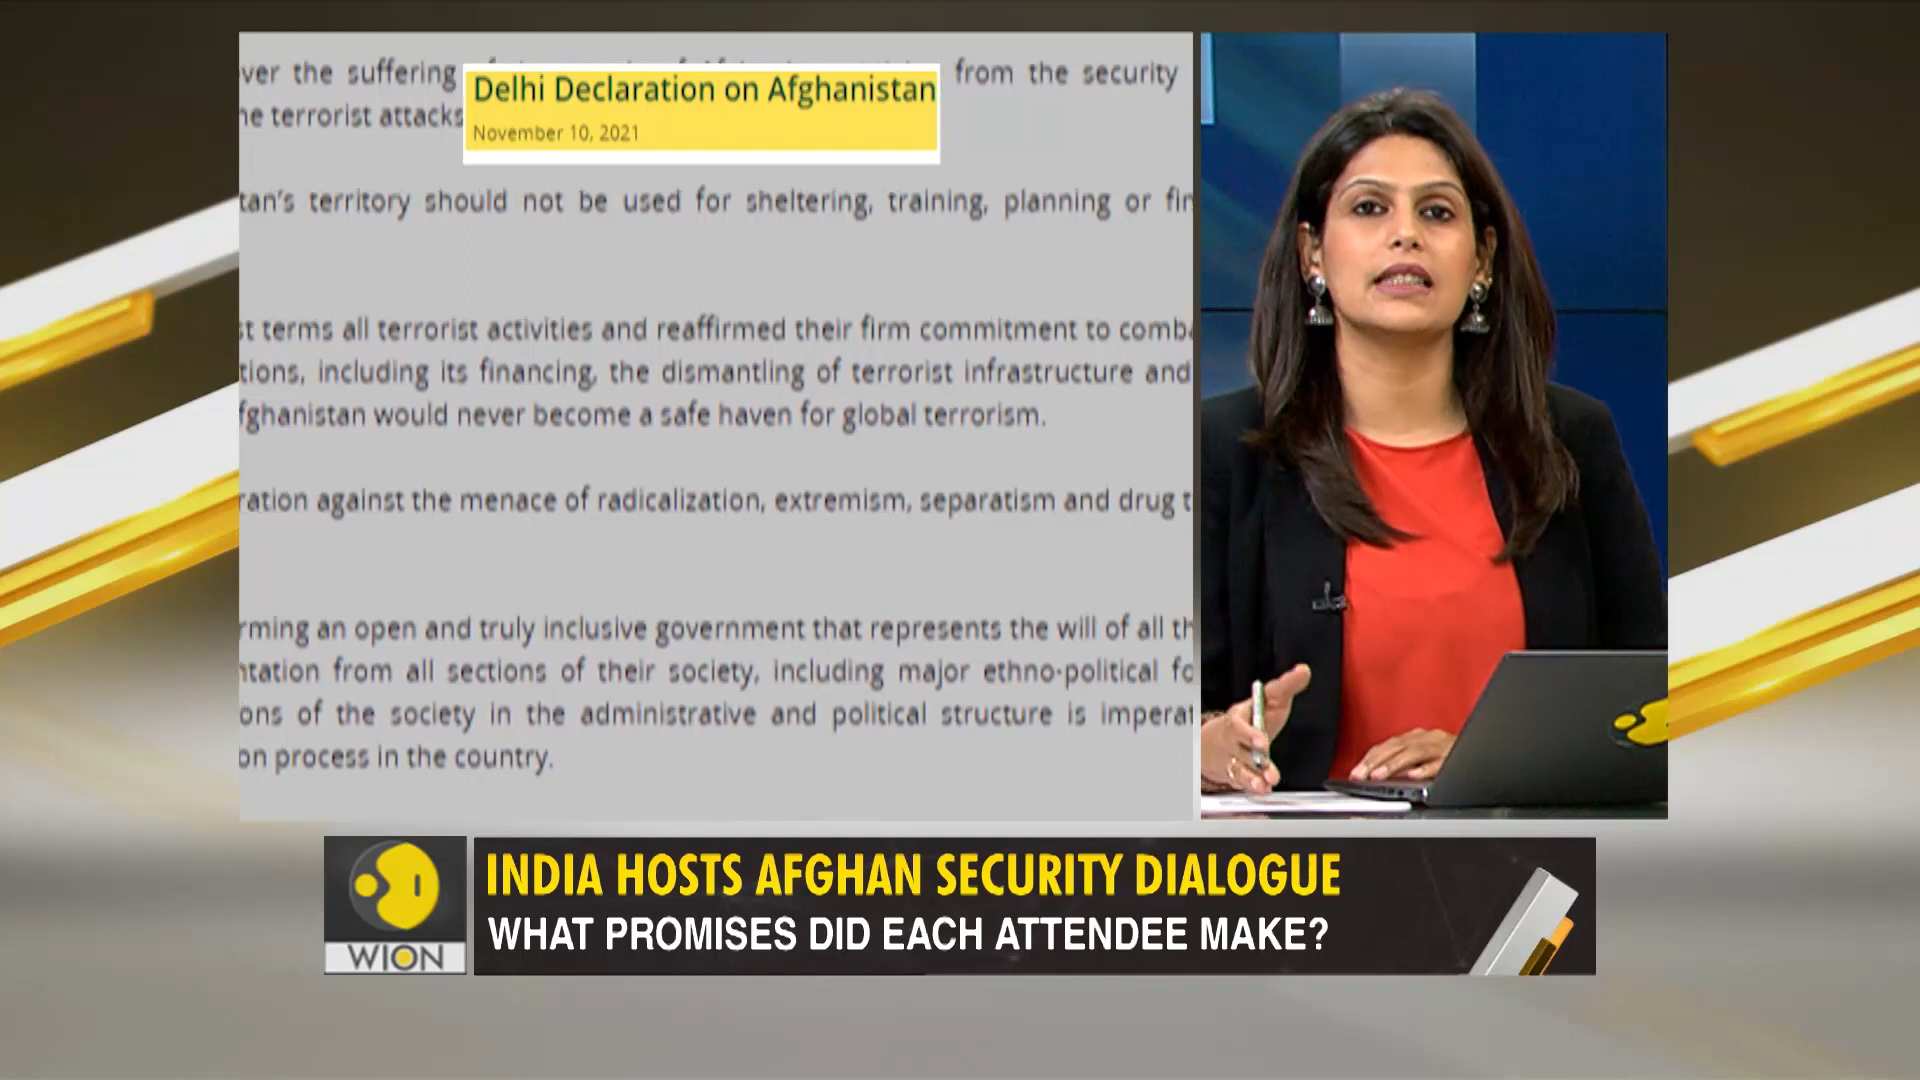 ver the suffering
from the security
he terrorist attacks
Delhi Declaration on Afghanistan
November 10, 2021
tan's territory should not be used for sheltering, training, planning or fin
st terms all terrorist activities and reaffirmed their firm commitment to comba
tions, including its financing, the dismantling of terrorist infrastructure and
fghanistan would never become a safe haven for global terrorism.
ration against the menace of radicalization, extremism, separatism and drug t
rming an open and truly inclusive government that represents the will of all th
ntation from all sections of their society, including major ethno-political fo
ons of the society in the administrative and political structure is imperat
on process in the country.
INDIA HOSTS AFGHAN SECURITY DIALOGUE
WHAT PROMISES DID EACH ATTENDEE MAKE?
WION